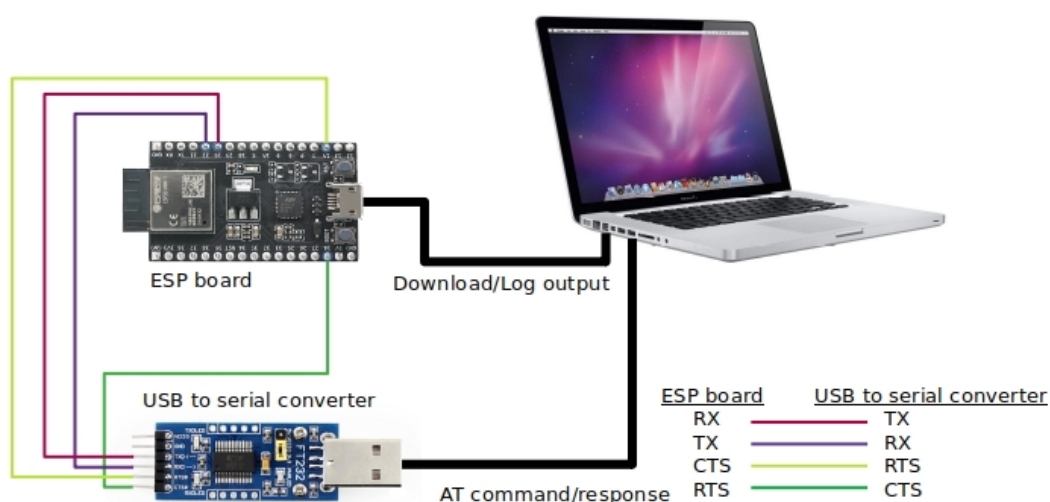 ESP board
Download/Log output
USB to serial converter
FT232
AT command/response
ESP board USB to serial converter
RX TX
TX RX
CTS RTS
RTS CTS